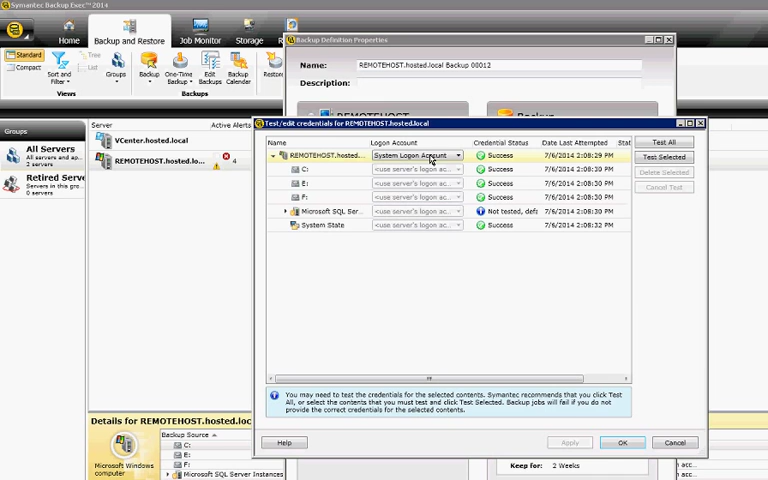 Symantec Backup Exec™ 2014
Home
Backup and Restore
Job Monitor
Storage
Standard
Compact
Tree
List
Sort and Filter
Groups
Backup
One-Time Backup
Edit Backups
Backup Calendar
Restore
Views
Backups
Backup Definition Properties
Name: REMOTEHOST.hosted.local Backup 00012
Description:
Groups
All Servers
All servers and ap...
2 servers
Retired Serve
Servers in this gro
0 servers
Server
Active Alerts
VCenter.hosted.local
REMOTEHOST.hosted.lo... 4
Test/edit credentials for REMOTEHOST.hosted.local
Name Logon Account Credential Status Date Last Attempted Stat
REMOTEHOST.hosted.... System Logon Account Success 7/6/2014 2:08:29 PM
C: <use server's logon ac... Success 7/6/2014 2:08:30 PM
E: <use server's logon ac... Success 7/6/2014 2:08:30 PM
F: <use server's logon ac... Success 7/6/2014 2:08:30 PM
Microsoft SQL Ser... <use server's logon ac... Not tested, defa 7/6/2014 2:08:30 PM
System State <use server's logon ac... Success 7/6/2014 2:08:32 PM
Test All
Test Selected
Delete Selected
Cancel Test
You may need to test the credentials for the selected contents. Symantec recommends that you click Test
All, or select the contents that you must test and click Test Selected. Backup jobs will fail if you do not
provide the correct credentials for the selected contents.
Help
Apply
OK
Cancel
Details for REMOTEHOST.hosted.loc
Microsoft Windows computer
Backup Source
C:
E:
F:
Microsoft SQL Server Instances
Keep for: 2 Weeks